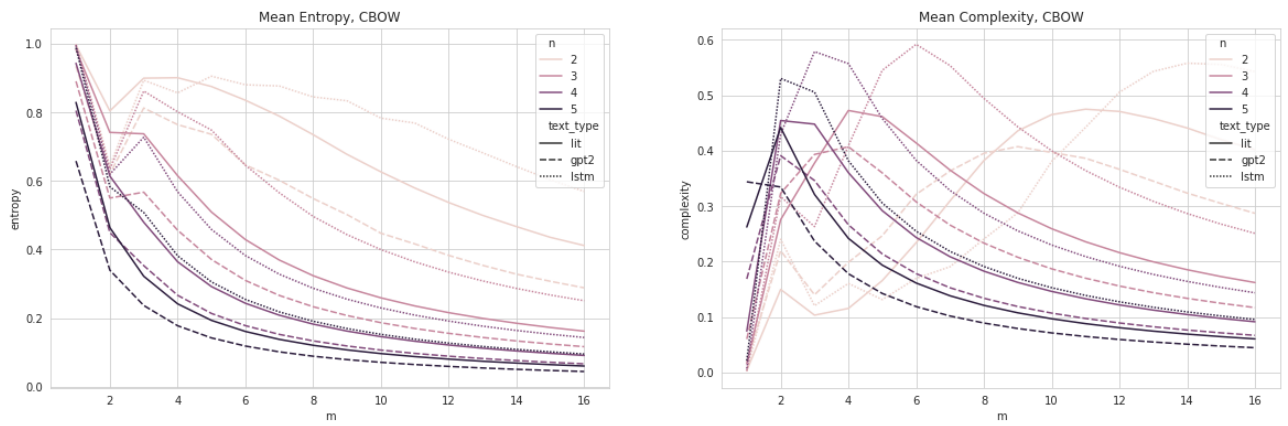 Mean Entropy, CBOW
1.0
0.8
0.6
0.4
0.2
0.0
entropy
2
4
6
8
10
12
14
16
m
n
2
3
4
5
text_type
lit
gpt2
lstm
Mean Complexity, CBOW
0.6
0.5
0.4
0.3
0.2
0.1
0.0
complexity
2
4
6
8
10
12
14
16
m
n
2
3
4
5
text_type
lit
gpt2
lstm